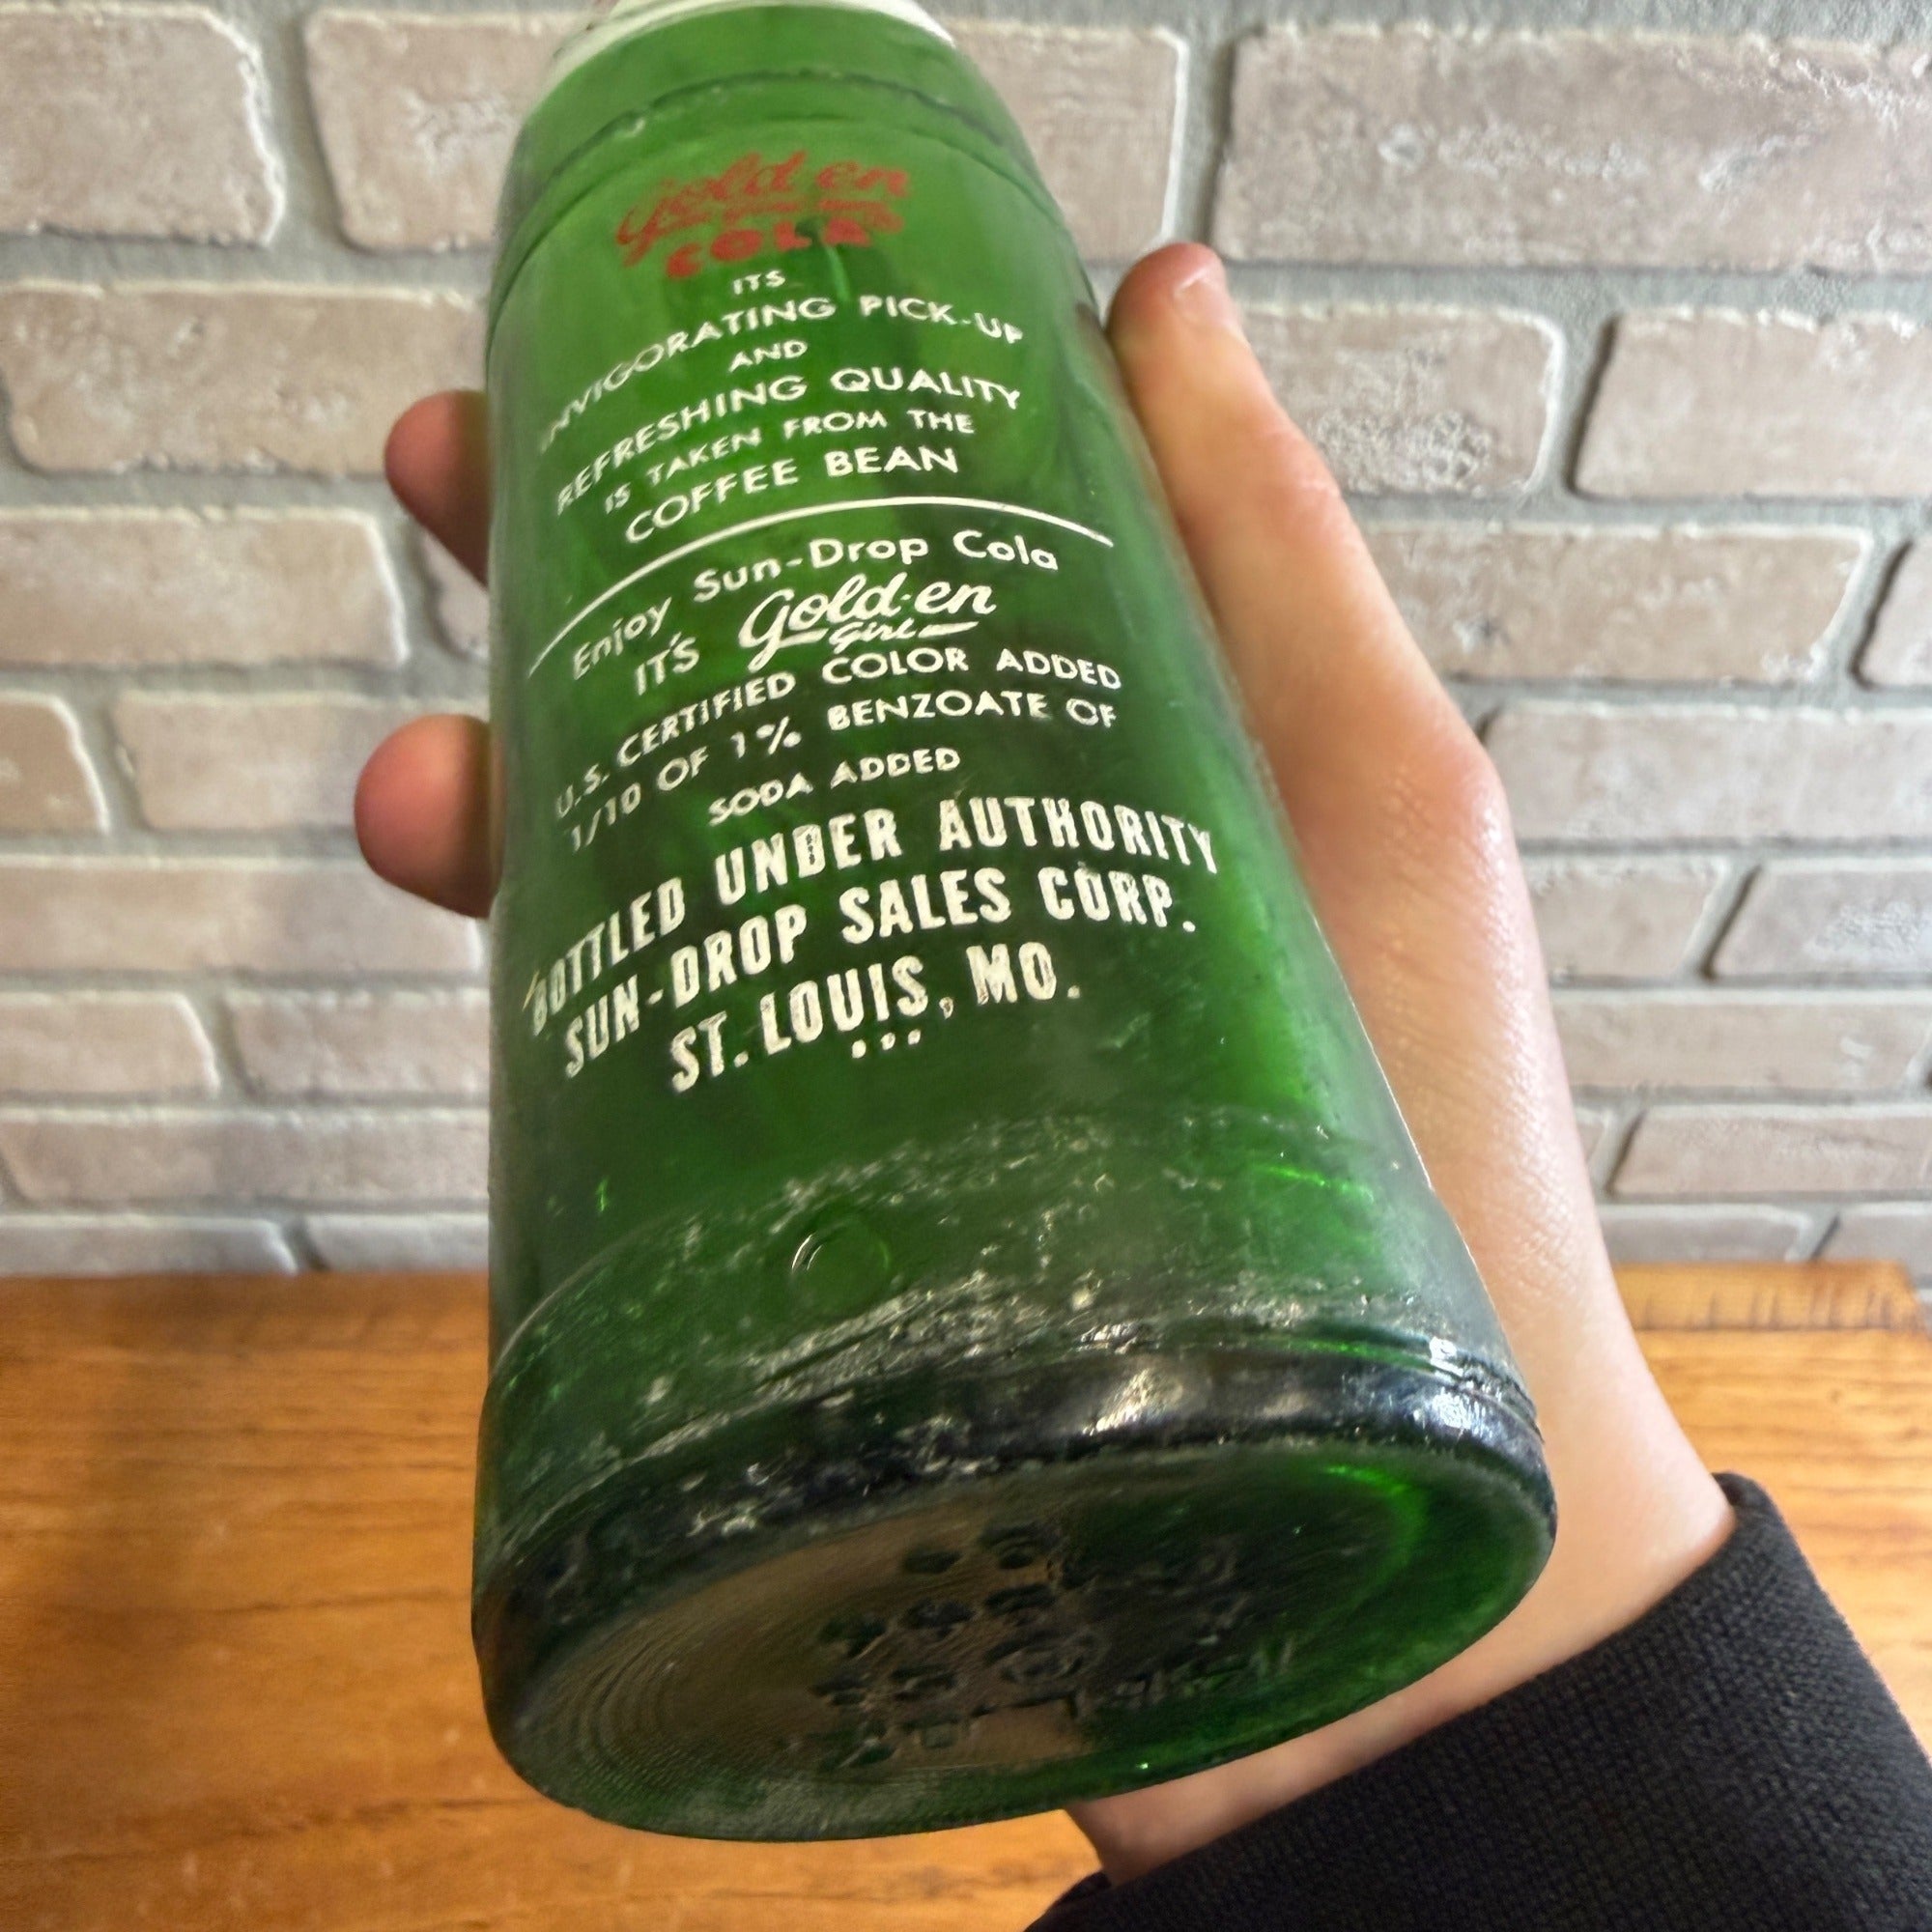 Gold-en
COLA
ITS
INVIGORATING PICK-UP
AND
REFRESHING QUALITY
IS TAKEN FROM THE
COFFEE BEAN
Enjoy Sun-Drop Cola
IT'S Gold-en
Girl
U.S. CERTIFIED COLOR ADDED
1/10 OF 1% BENZOATE OF
SODA ADDED
BOTTLED UNDER AUTHORITY
SUN-DROP SALES CORP.
ST. LOUIS, MO.